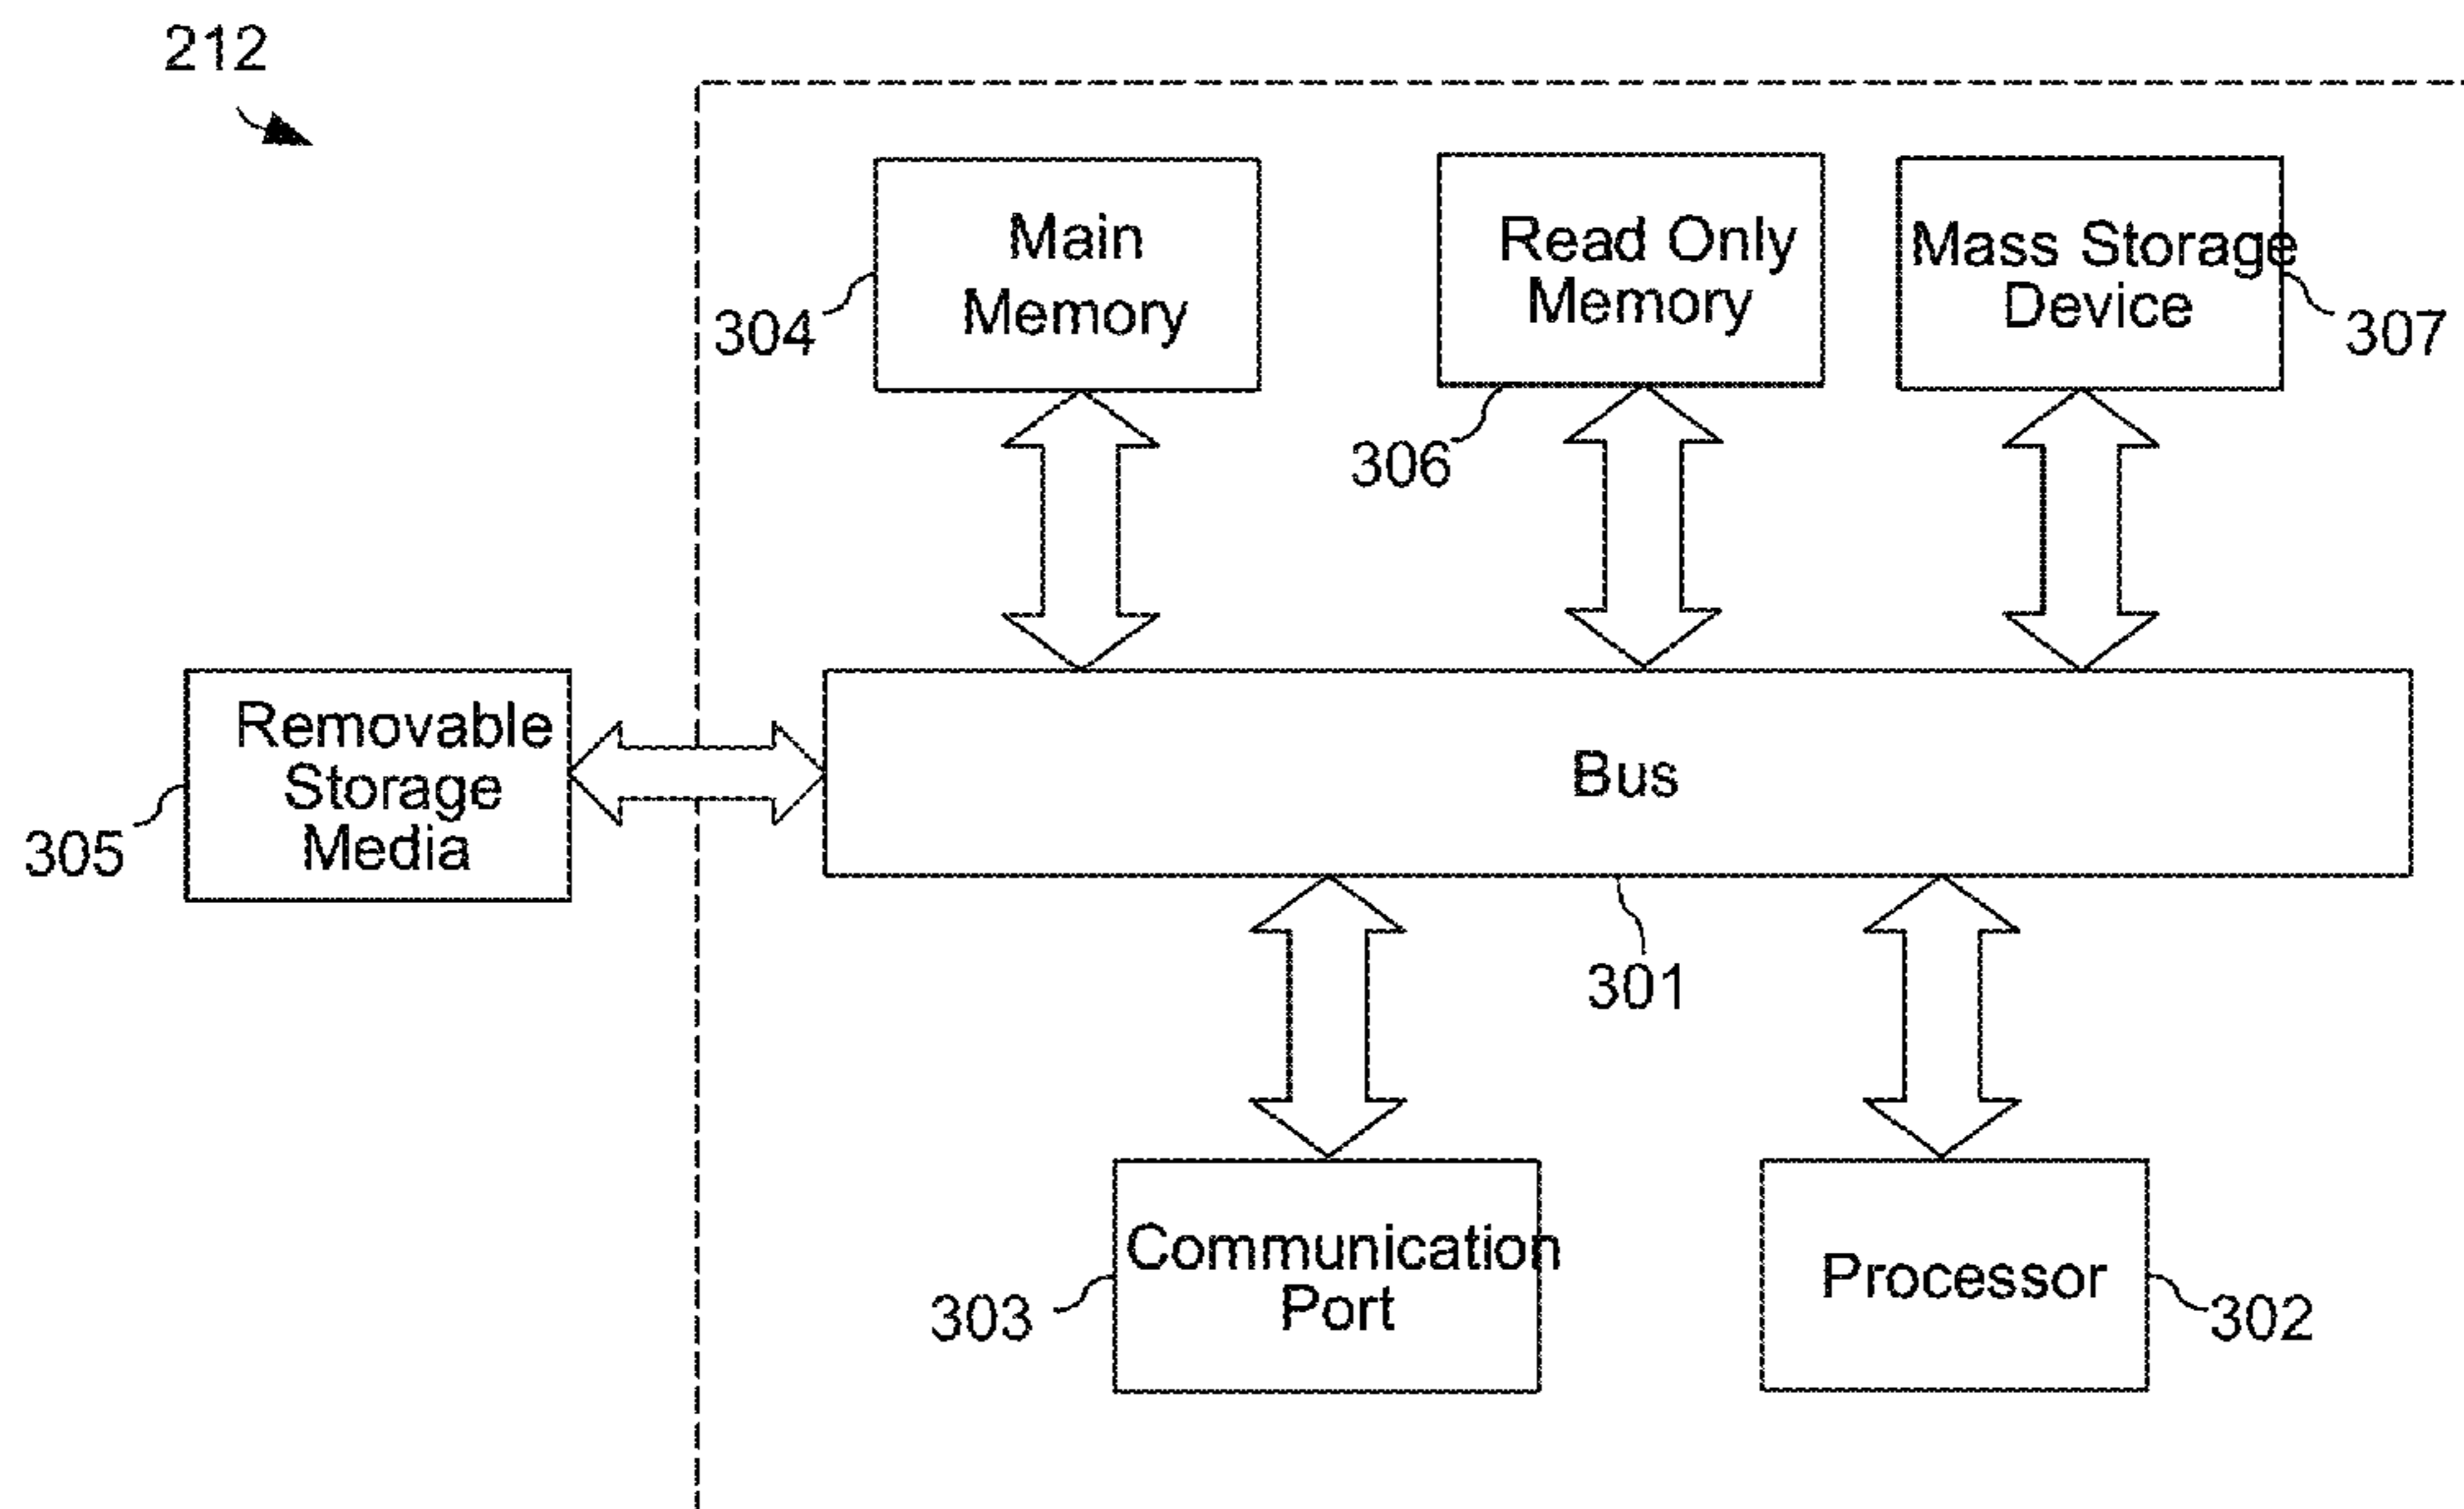 212
Main
Memory
304
Read Only
Memory
306
Mass Storage
Device
307
Removable
Storage
Media
305
Bus
301
Communication
Port
303
Processor
302